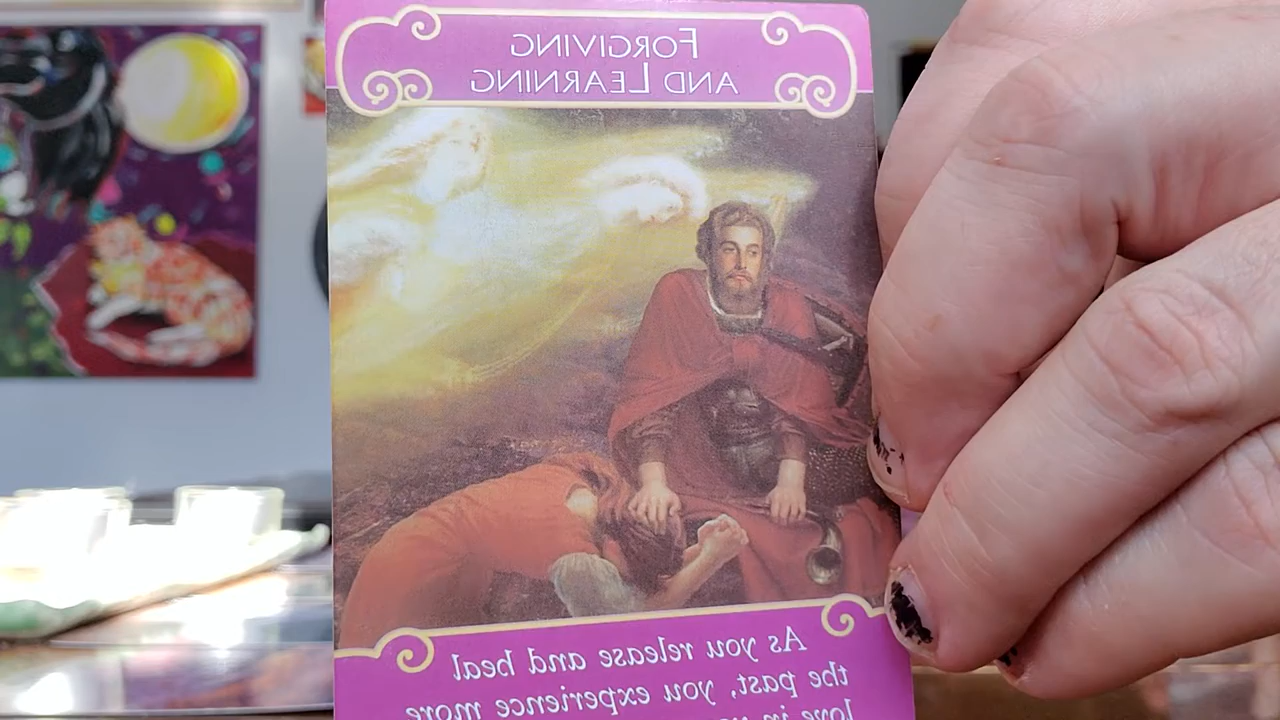 FORGIVING
AND LEARNING
As you release and heal
the past, you experience more
love in